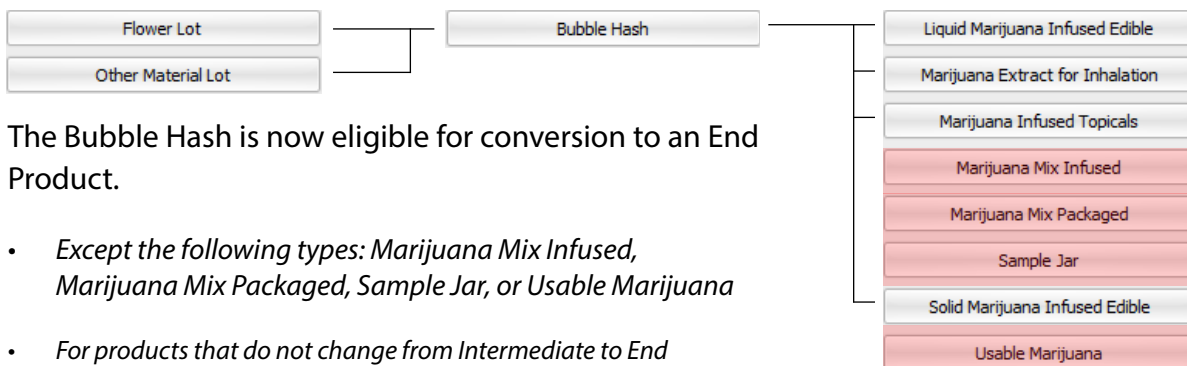 Flower Lot
Other Material Lot
Bubble Hash
Liquid Marijuana Infused Edible
Marijuana Extract for Inhalation
Marijuana Infused Topicals
Marijuana Mix Infused
Marijuana Mix Packaged
Sample Jar
Solid Marijuana Infused Edible
Usable Marijuana
The Bubble Hash is now eligible for conversion to an End
Product.
• Except the following types: Marijuana Mix Infused,
Marijuana Mix Packaged, Sample Jar, or Usable Marijuana
• For products that do not change from Intermediate to End